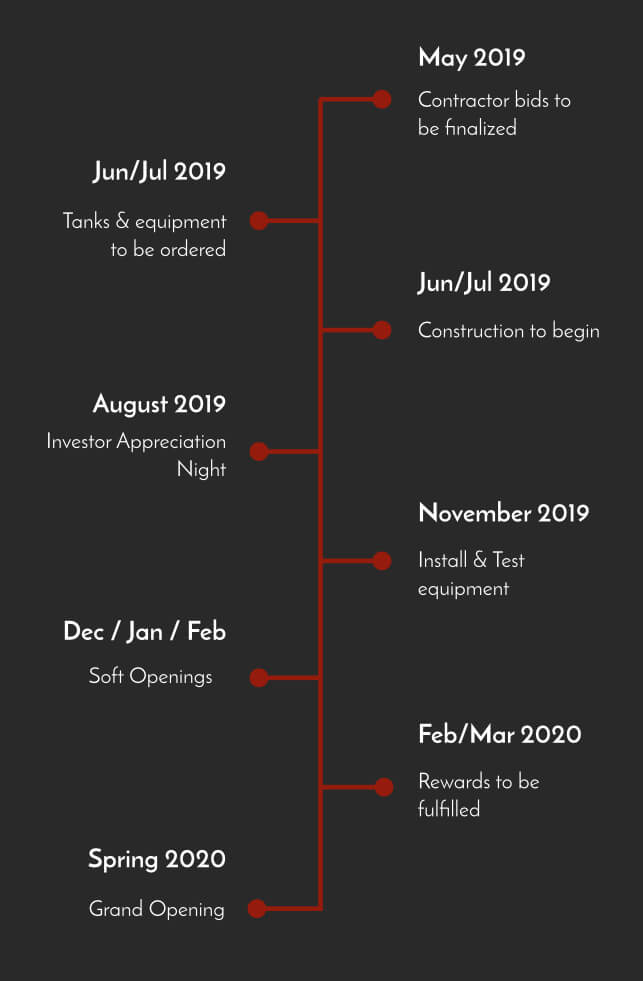 May 2019
Contractor bids to
be finalized
Jun/Jul 2019
Tanks & equipment
to be ordered
Jun/Jul 2019
Construction to begin
August 2019
Investor Appreciation
Night
November 2019
Install & Test
equipment
Dec / Jan / Feb
Soft Openings
Feb/Mar 2020
Rewards to be
fulfilled
Spring 2020
Grand Opening